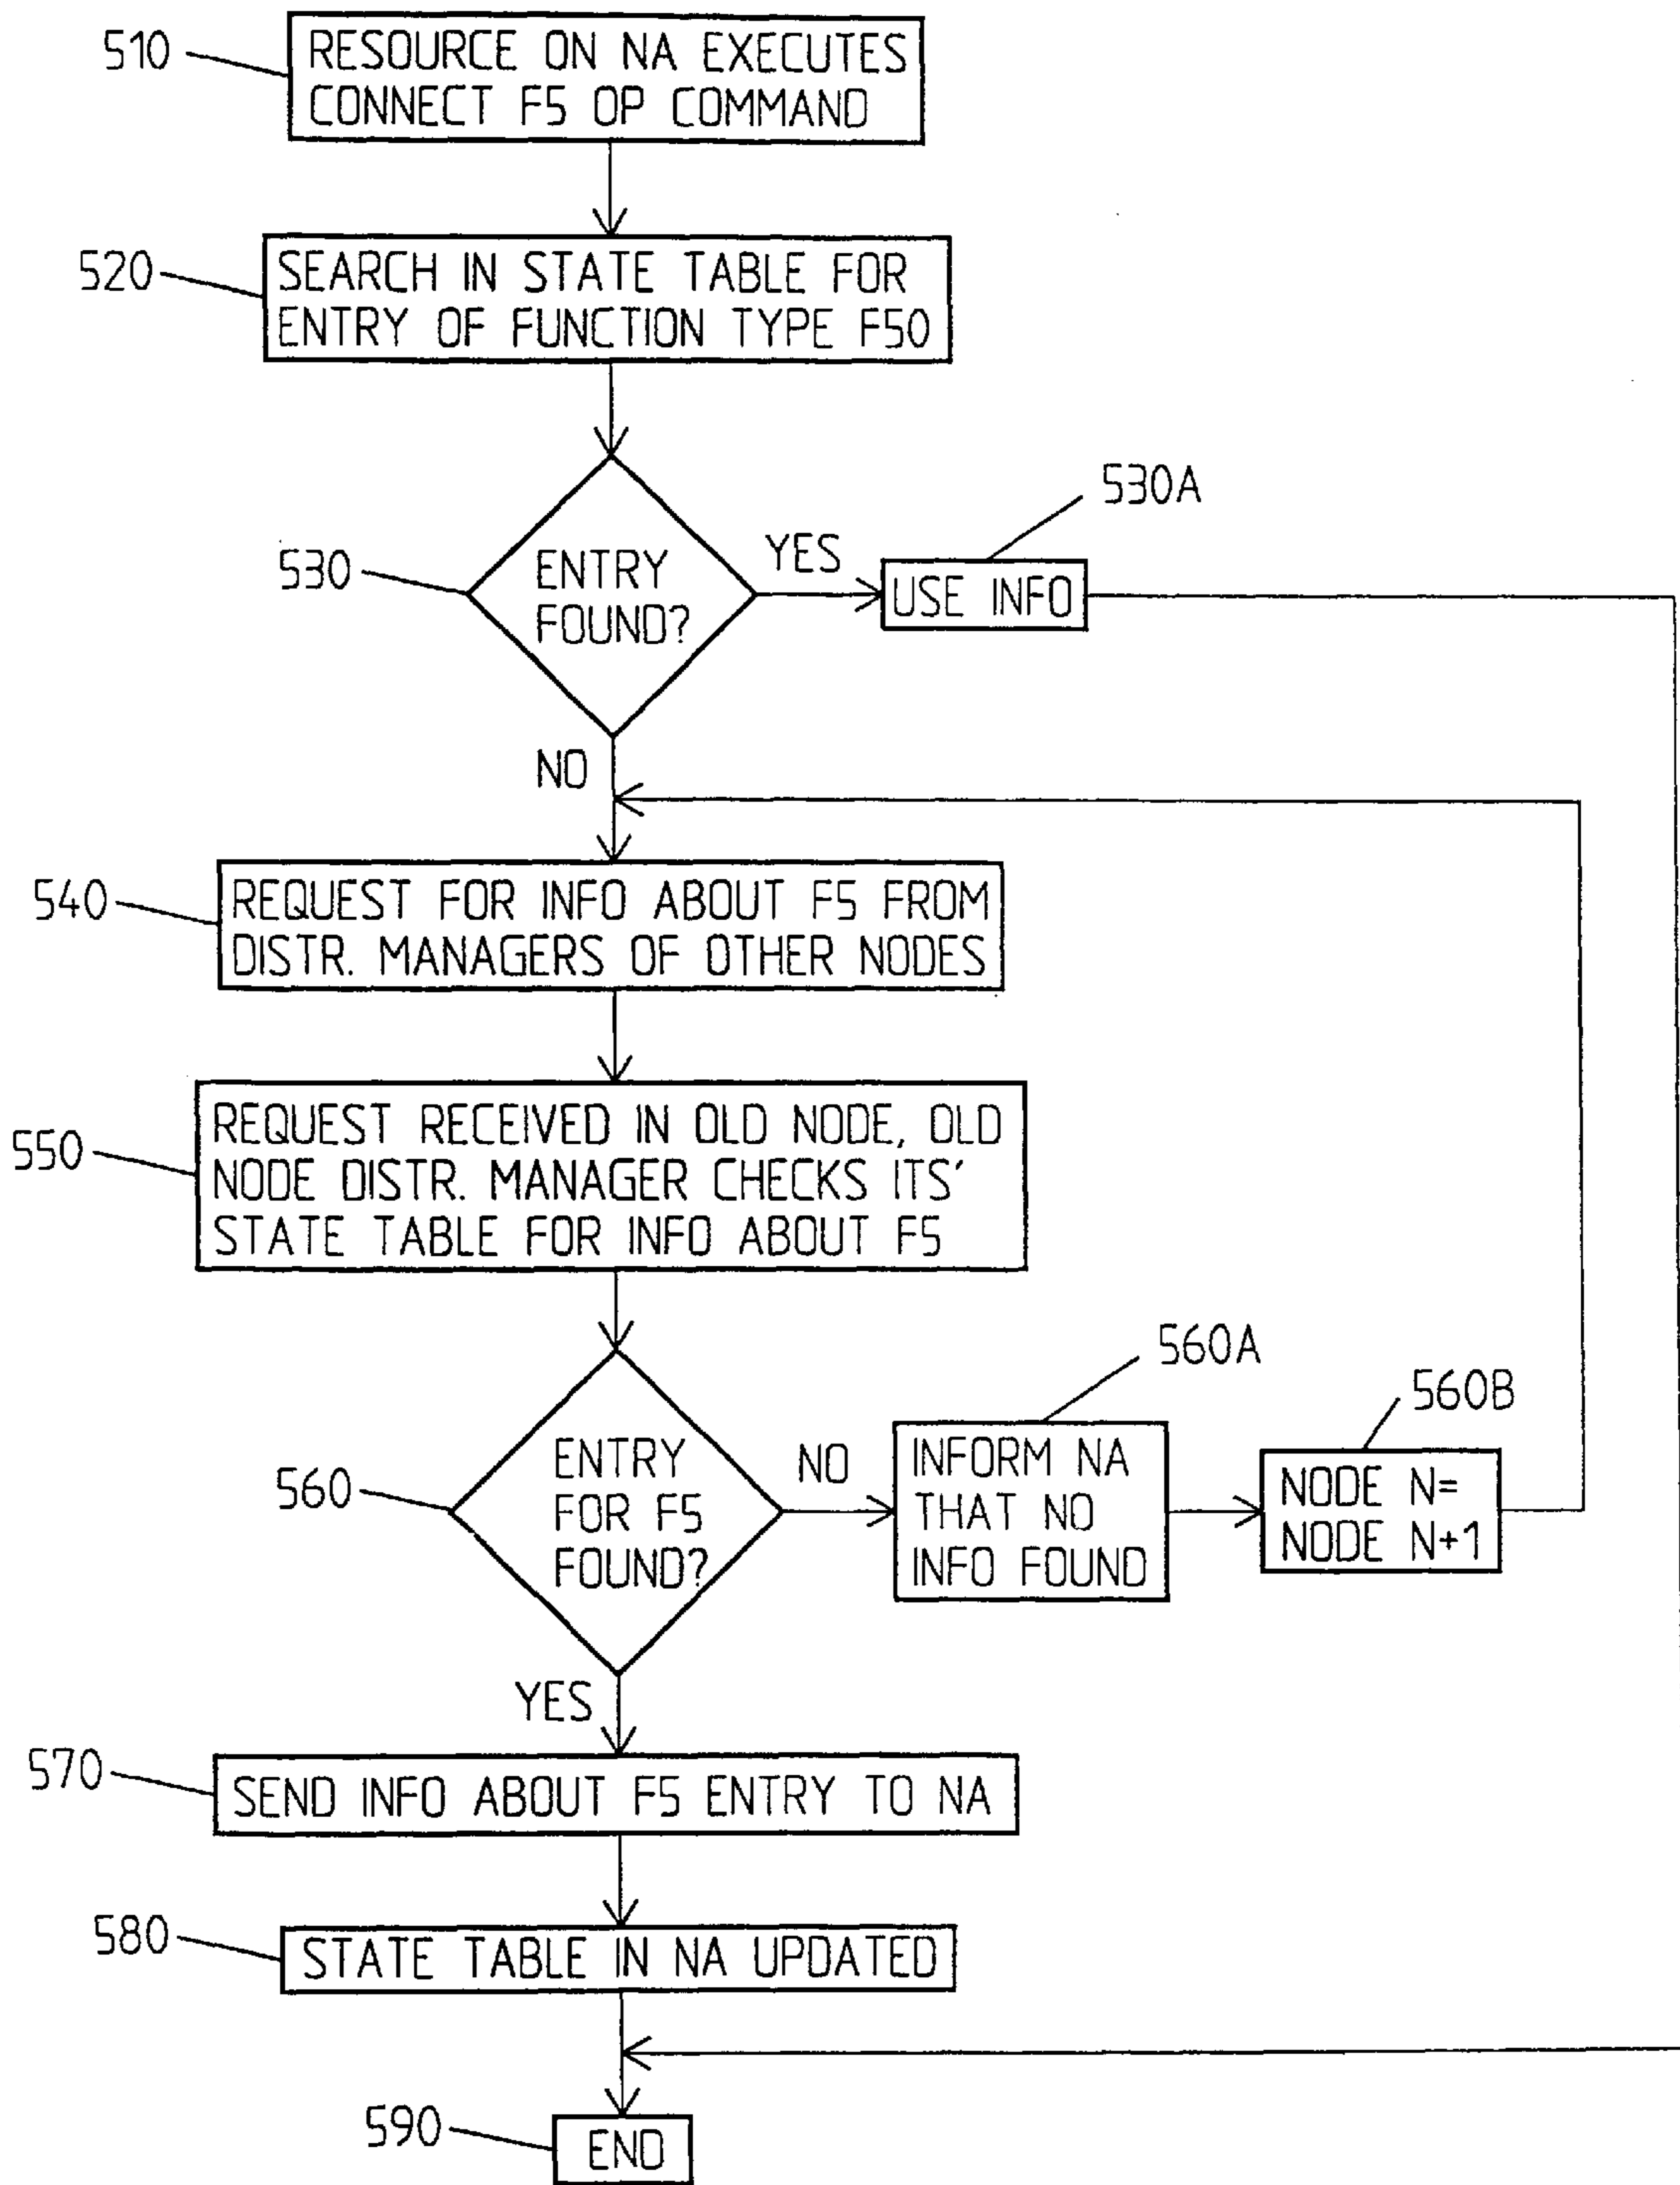 510
RESOURCE ON NA EXECUTES
CONNECT F5 OP COMMAND
520
SEARCH IN STATE TABLE FOR
ENTRY OF FUNCTION TYPE F50
530
ENTRY
FOUND?
YES
530A
USE INFO
NO
540
REQUEST FOR INFO ABOUT F5 FROM
DISTR. MANAGERS OF OTHER NODES
550
REQUEST RECEIVED IN OLD NODE, OLD
NODE DISTR. MANAGER CHECKS ITS'
STATE TABLE FOR INFO ABOUT F5
560
ENTRY
FOR F5
FOUND?
NO
560A
INFORM NA
THAT NO
INFO FOUND
560B
NODE N=
NODE N+1
YES
570
SEND INFO ABOUT F5 ENTRY TO NA
580
STATE TABLE IN NA UPDATED
590
END